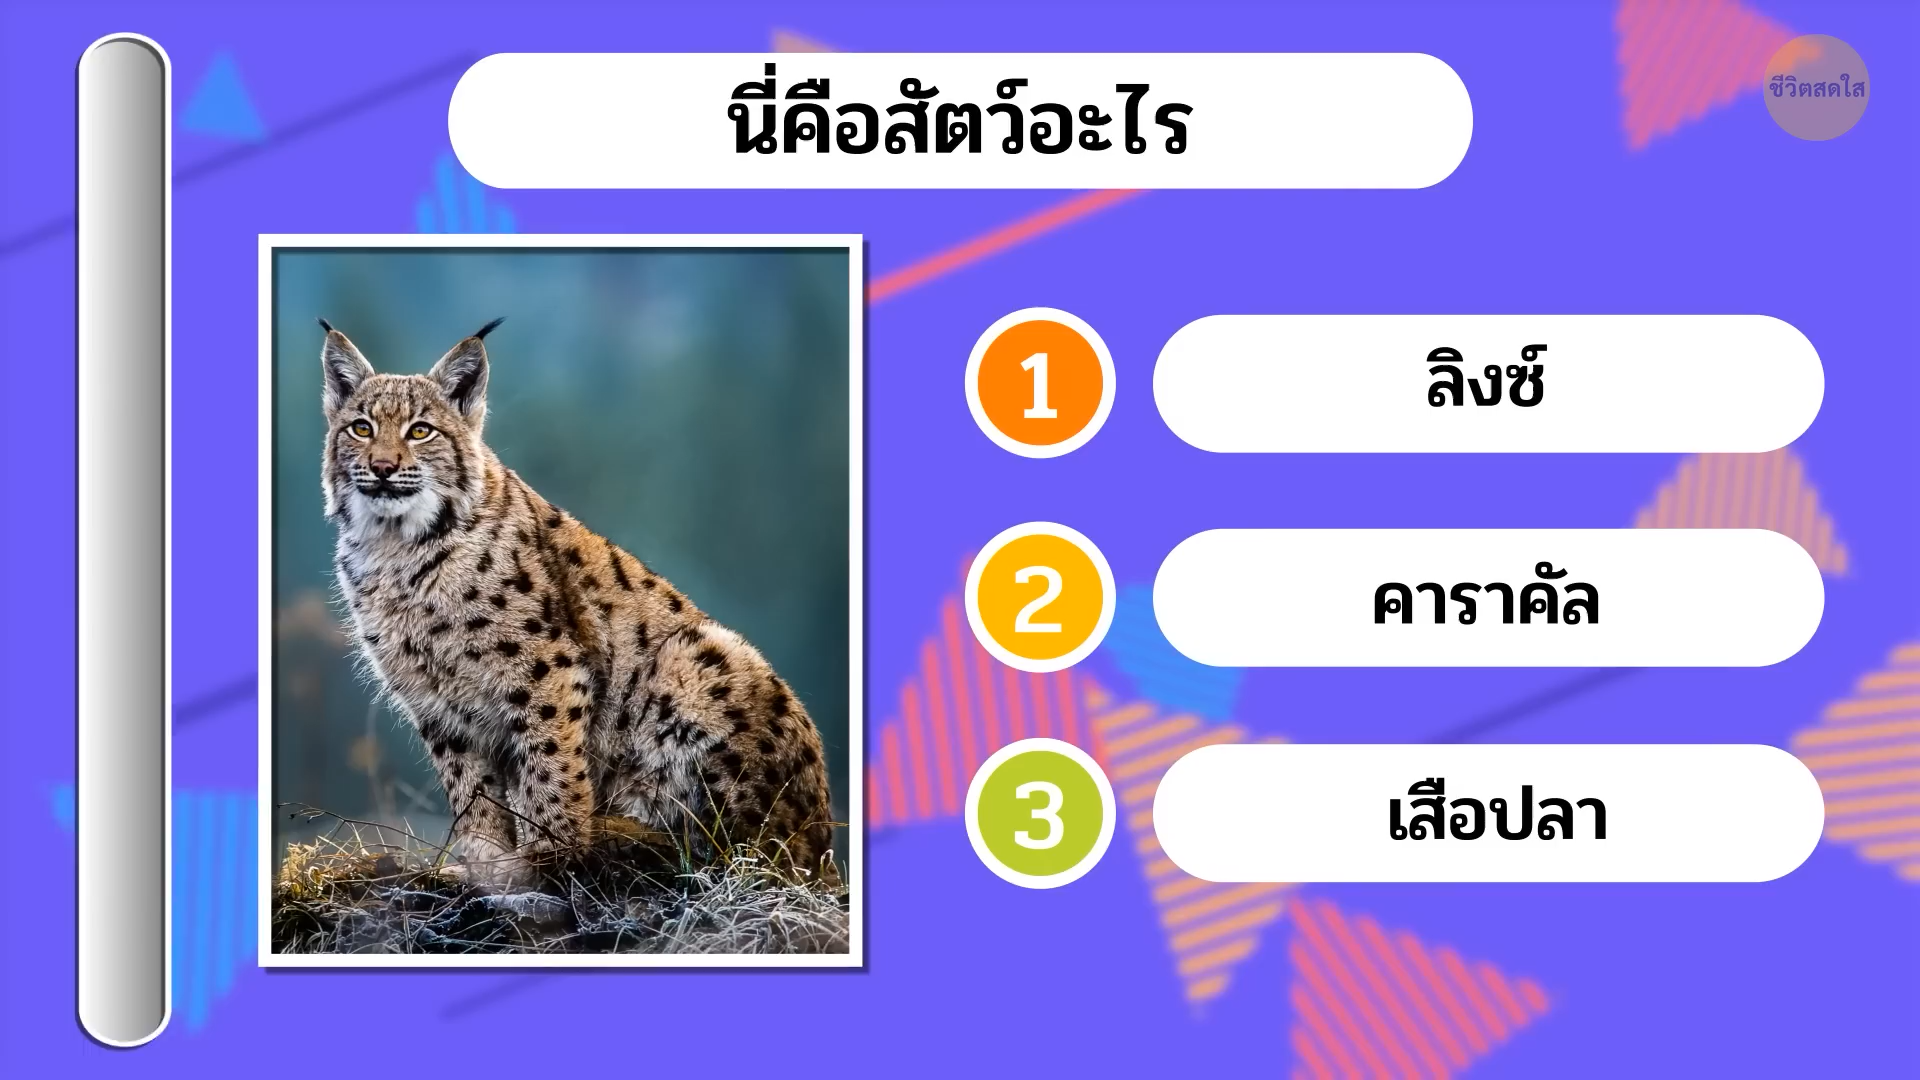 นี่คือสัตว์อะไร
ชีวิตสดใส
1
ลิงซ์
2
คาราคัล
3
เสือปลา